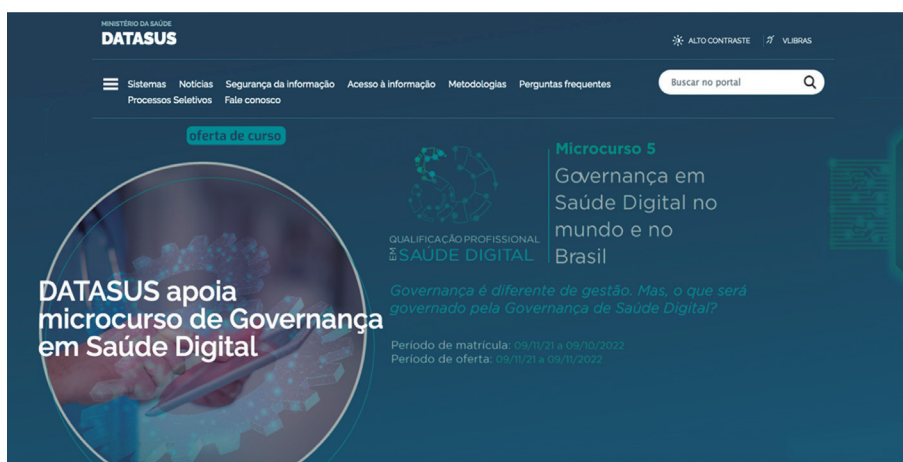 MINISTÉRIO DA SAÚDE
DATASUS
ALTO CONTRASTE
VLIBRAS
Sistemas Notícias Segurança da informação Acesso à informação Metodologias Perguntas frequentes
Processos Seletivos Fale conosco
Buscar no portal
oferta de curso
Microcurso 5
Governança em
Saúde Digital no
mundo e no
Brasil
QUALIFICAÇÃO PROFISSIONAL
EM SAÚDE DIGITAL
DATASUS apoia
microcurso de Governança
em Saúde Digital
Governança é diferente de gestão. Mas, o que será
governado pela Governança de Saúde Digital?
Período de matrícula: 09/11/21 a 09/10/2022
Período de oferta: 09/11/21 a 09/11/2022